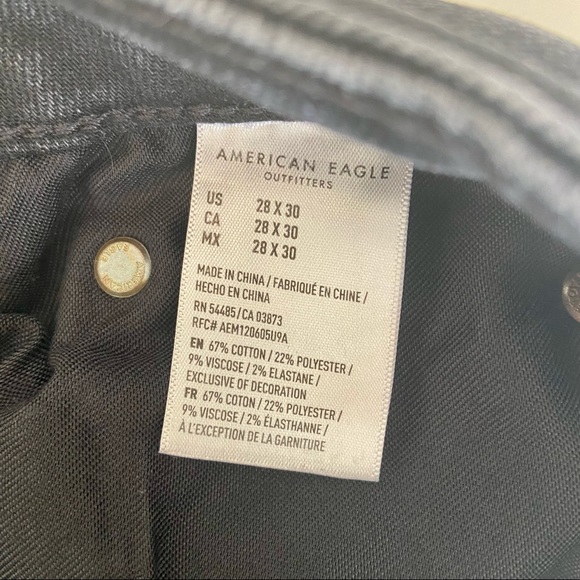 AMERICAN EAGLE
OUTFITTERS
US 28 X 30
CA 28 X 30
MX 28 X 30
MADE IN CHINA / FABRIQUÉ EN CHINE /
HECHO EN CHINA
RN 54485/CA 03873
RFC# AEM120605U9A
EN 67% COTTON / 22% POLYESTER /
9% VISCOSE / 2% ELASTANE /
EXCLUSIVE OF DECORATION
FR 67% COTON / 22% POLYESTER /
9% VISCOSE / 2% ÉLASTHANNE /
À L'EXCEPTION DE LA GARNITURE